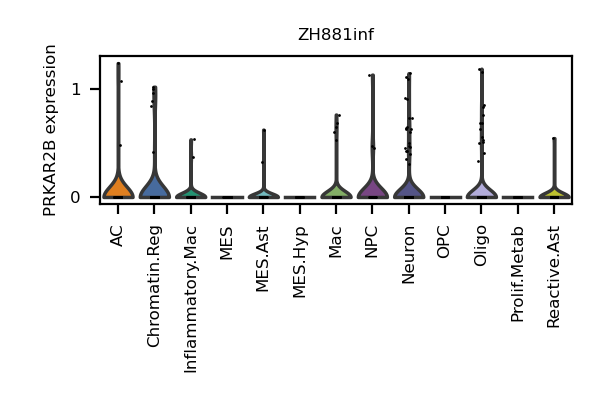 ZH881inf
PRKAR2B expression
1
0
AC
Chromatin.Reg
Inflammatory.Mac
MES
MES.Ast
MES.Hyp
Mac
NPC
Neuron
OPC
Oligo
Prolif.Metab
Reactive.Ast